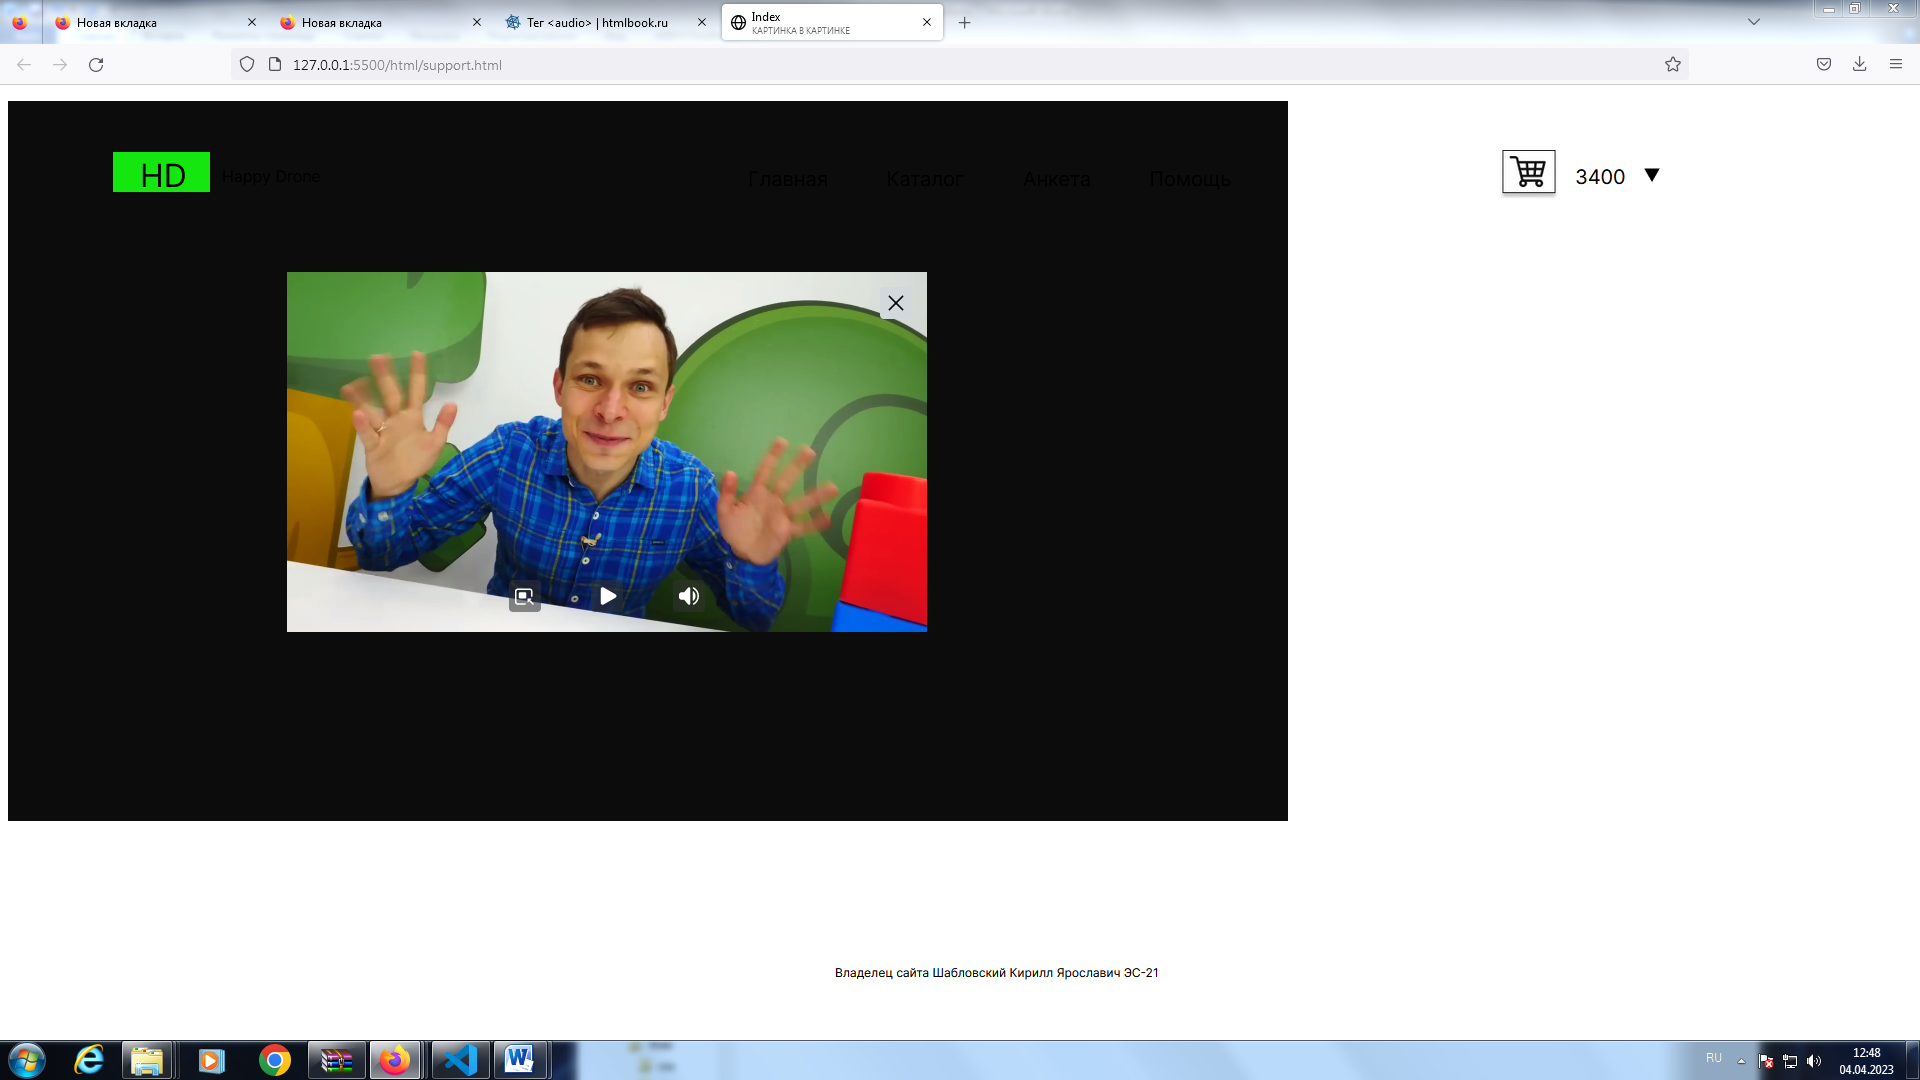 Новая вкладка
Новая вкладка
Тег <audio> | htmlbook.ru
Index
КАРТИНКА В КАРТИНКЕ
127.0.0.1:5500/html/support.html
HD
Happy Drone
Главная
Каталог
Анкета
Помощь
3400
Владелец сайта Шабловский Кирилл Ярославич ЭС-21
RU
12:48
04.04.2023